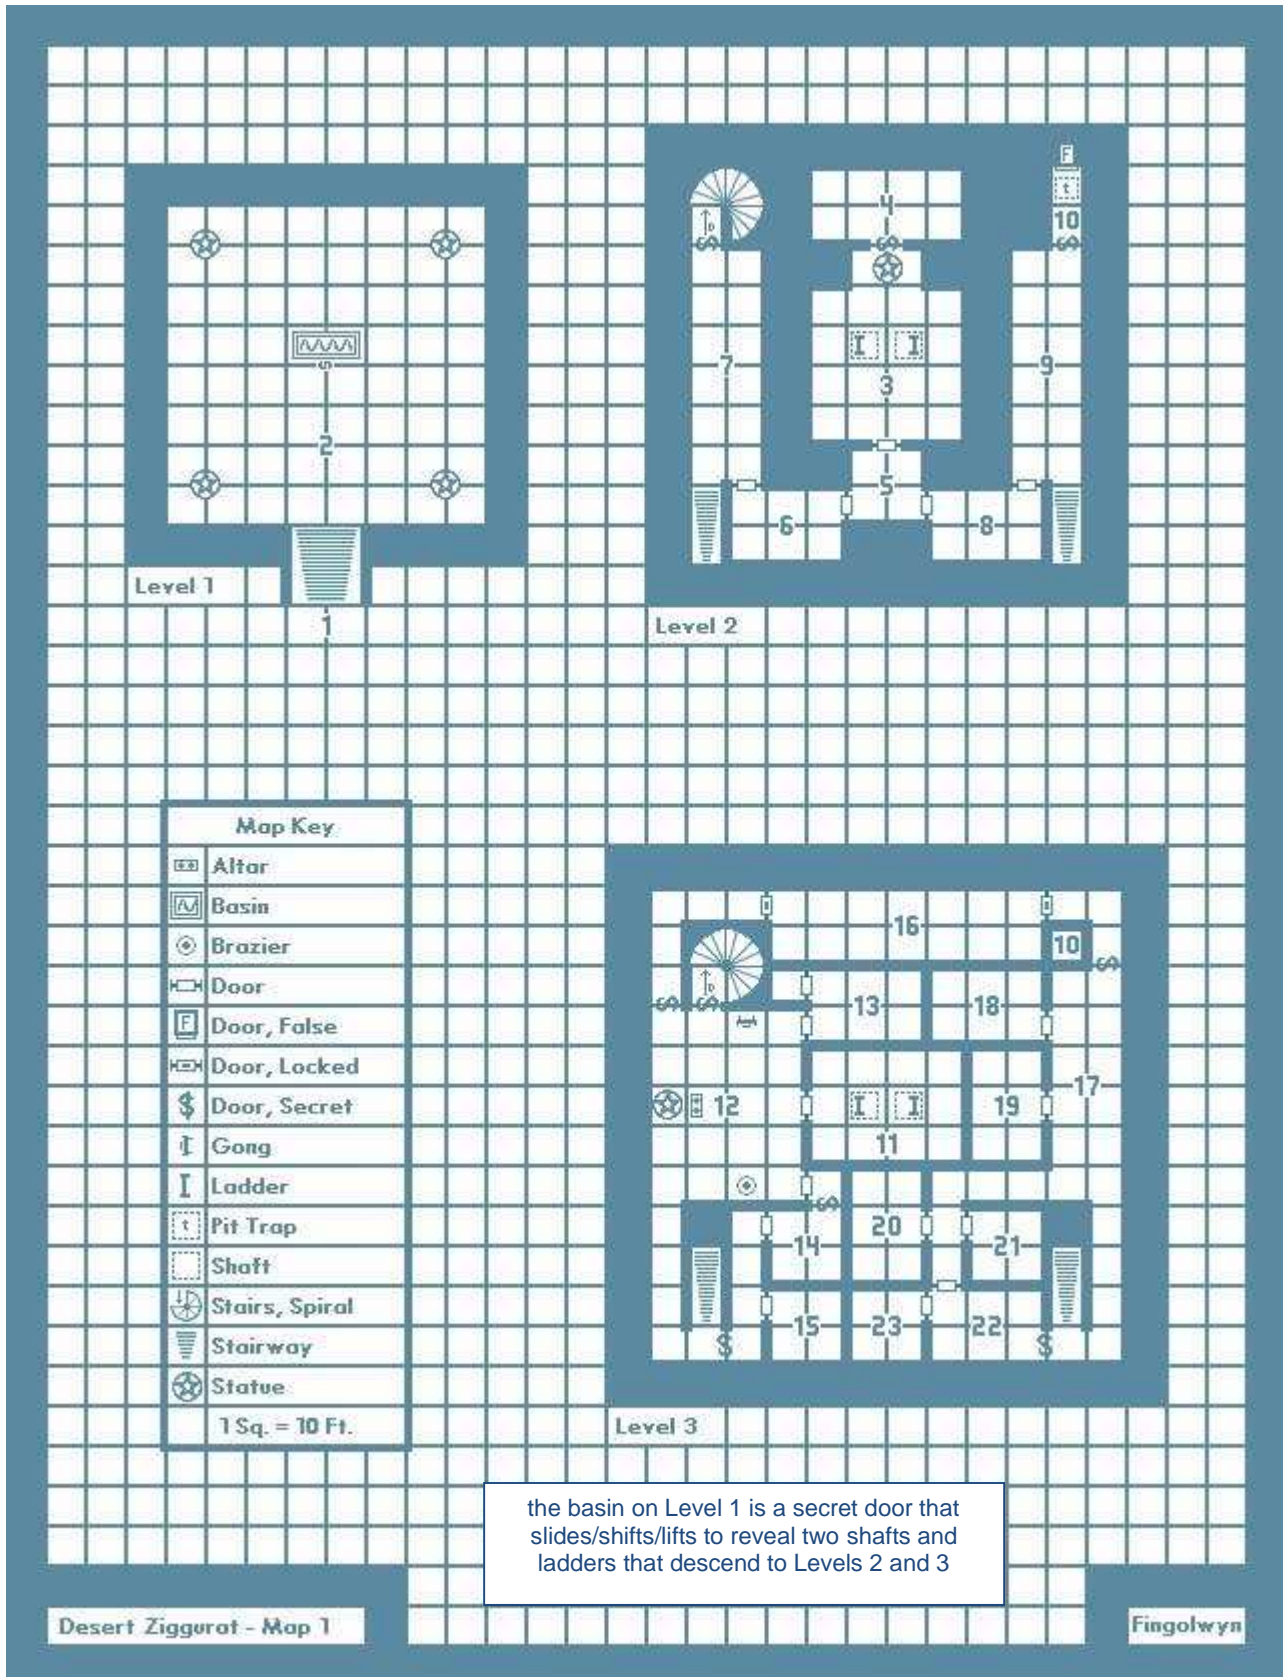 F
t
4
10
D
7
9
3
2
5
6
8
Level 1
1
Level 2
Map Key
Altar
Basin
Brazier
Door
F Door, False
Door, Locked
$ Door, Secret
Gong
I Ladder
t Pit Trap
Shaft
Stairs, Spiral
Stairway
Statue
1 Sq. = 10 Ft.
16
10
D
13
18
17
12
19
11
20
14
21
15
23
22
Level 3
the basin on Level 1 is a secret door that
slides/shifts/lifts to reveal two shafts and
ladders that descend to Levels 2 and 3
Desert Ziggurat - Map 1
Fingolwyn